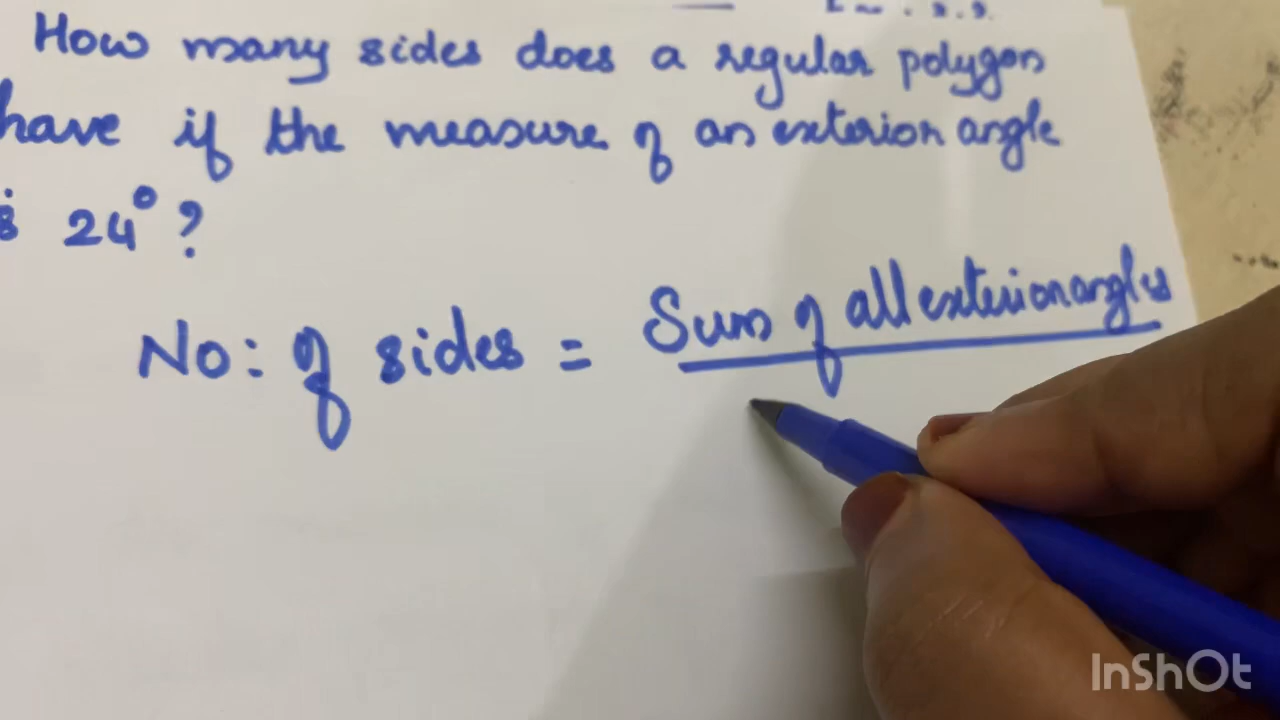 How many sides does a regular polygon
have if the measure of an exterior angle
is 24° ?
No: of sides = Sum of all exterior angles
InShOt